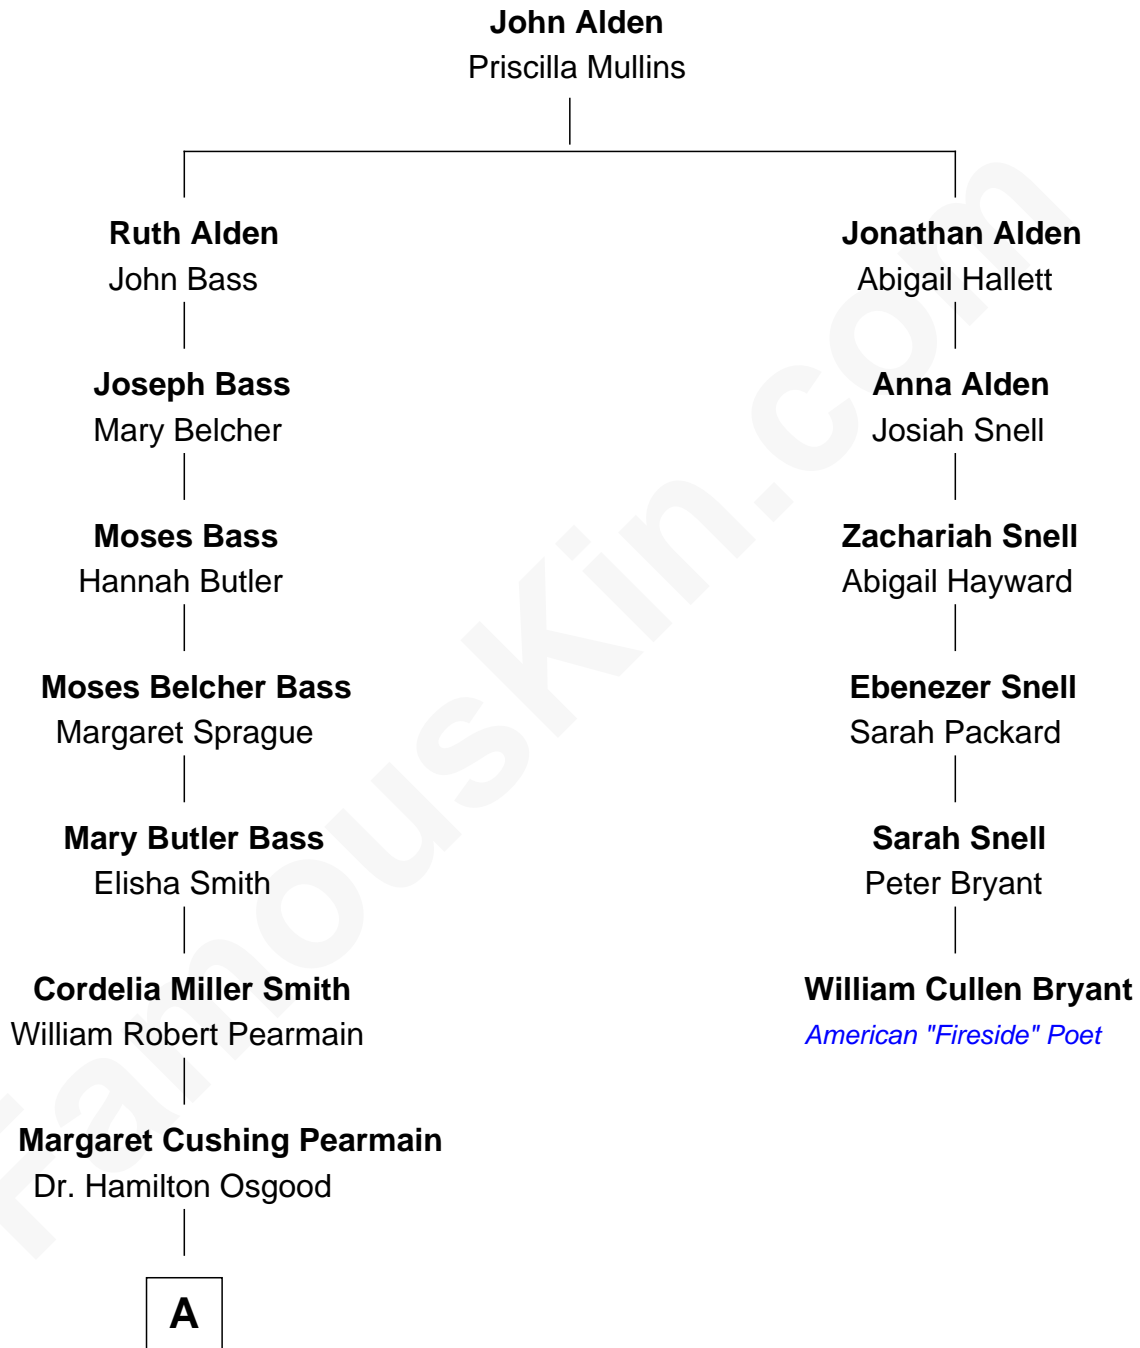 John Alden
Priscilla Mullins
Ruth Alden
John Bass
Jonathan Alden
Abigail Hallett
Joseph Bass
Mary Belcher
Anna Alden
Josiah Snell
Moses Bass
Hannah Butler
Zachariah Snell
Abigail Hayward
Moses Belcher Bass
Margaret Sprague
Ebenezer Snell
Sarah Packard
Mary Butler Bass
Elisha Smith
Sarah Snell
Peter Bryant
Cordelia Miller Smith
William Robert Pearmain
William Cullen Bryant
American "Fireside" Poet
Margaret Cushing Pearmain
Dr. Hamilton Osgood
A
FamousKin.com